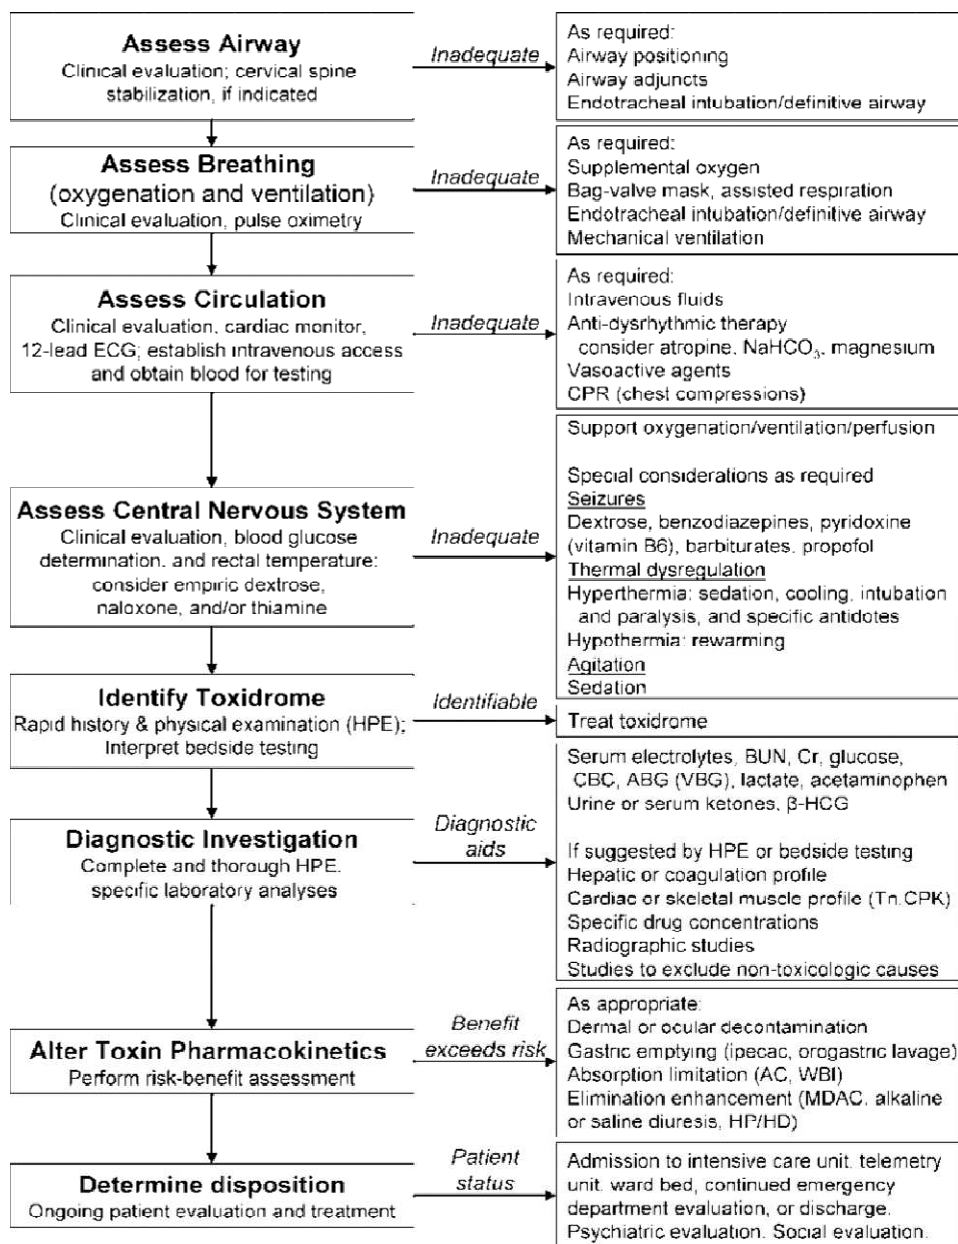 Assess Airway
Clinical evaluation; cervical spine
stabilization, if indicated
Inadequate
As required:
Airway positioning
Airway adjuncts
Endotracheal intubation/definitive airway
Assess Breathing
(oxygenation and ventilation)
Clinical evaluation, pulse oximetry
Inadequate
As required:
Supplemental oxygen
Bag-valve mask, assisted respiration
Endotracheal intubation/definitive airway
Mechanical ventilation
Assess Circulation
Clinical evaluation, cardiac monitor,
12-lead ECG; establish intravenous access
and obtain blood for testing
Inadequate
As required:
Intravenous fluids
Anti-dysrhythmic therapy
consider atropine, NaHCO₃, magnesium
Vasoactive agents
CPR (chest compressions)
Assess Central Nervous System
Clinical evaluation, blood glucose
determination, and rectal temperature:
consider empiric dextrose,
naloxone, and/or thiamine
Inadequate
Support oxygenation/ventilation/perfusion
Special considerations as required
Seizures
Dextrose, benzodiazepines, pyridoxine
(vitamin B6), barbiturates, propofol
Thermal dysregulation
Hyperthermia: sedation, cooling, intubation
and paralysis, and specific antidotes
Hypothermia: rewarming
Agitation
Sedation
Identify Toxidrome
Rapid history & physical examination (HPE);
Interpret bedside testing
Identifiable
Treat toxidrome
Diagnostic Investigation
Complete and thorough HPE,
specific laboratory analyses
Diagnostic
aids
Serum electrolytes, BUN, Cr, glucose,
CBC, ABG (VBG), lactate, acetaminophen
Urine or serum ketones, β-HCG
If suggested by HPE or bedside testing
Hepatic or coagulation profile
Cardiac or skeletal muscle profile (Tn,CPK)
Specific drug concentrations
Radiographic studies
Studies to exclude non-toxicologic causes
Alter Toxin Pharmacokinetics
Perform risk-benefit assessment
Benefit
exceeds risk
As appropriate:
Dermal or ocular decontamination
Gastric emptying (ipecac, orogastric lavage)
Absorption limitation (AC, WBI)
Elimination enhancement (MDAC, alkaline
or saline diuresis, HP/HD)
Determine disposition
Ongoing patient evaluation and treatment
Patient
status
Admission to intensive care unit, telemetry
unit, ward bed, continued emergency
department evaluation, or discharge.
Psychiatric evaluation. Social evaluation.